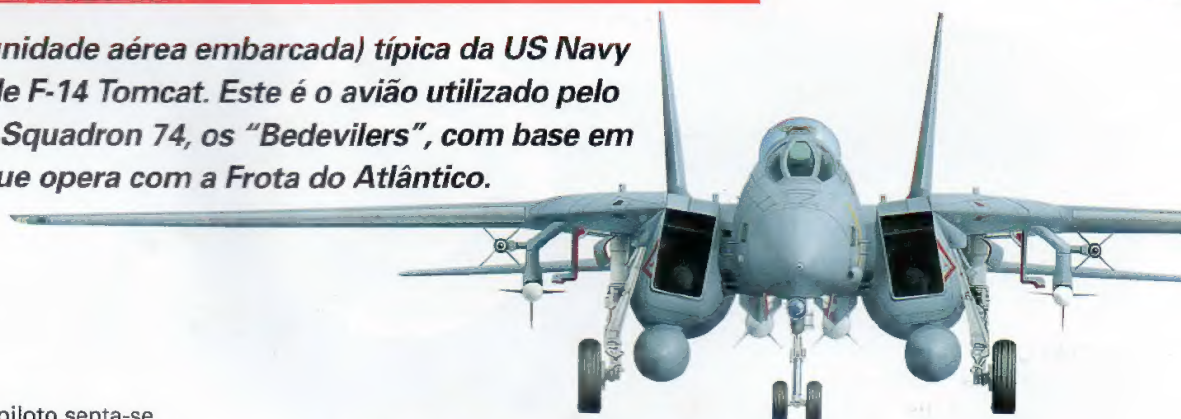 unidade aérea embarcada) típica da US Navy
de F-14 Tomcat. Este é o avião utilizado pelo
Squadron 74, os "Bedevilers", com base em
que opera com a Frota do Atlântico.
piloto senta-se